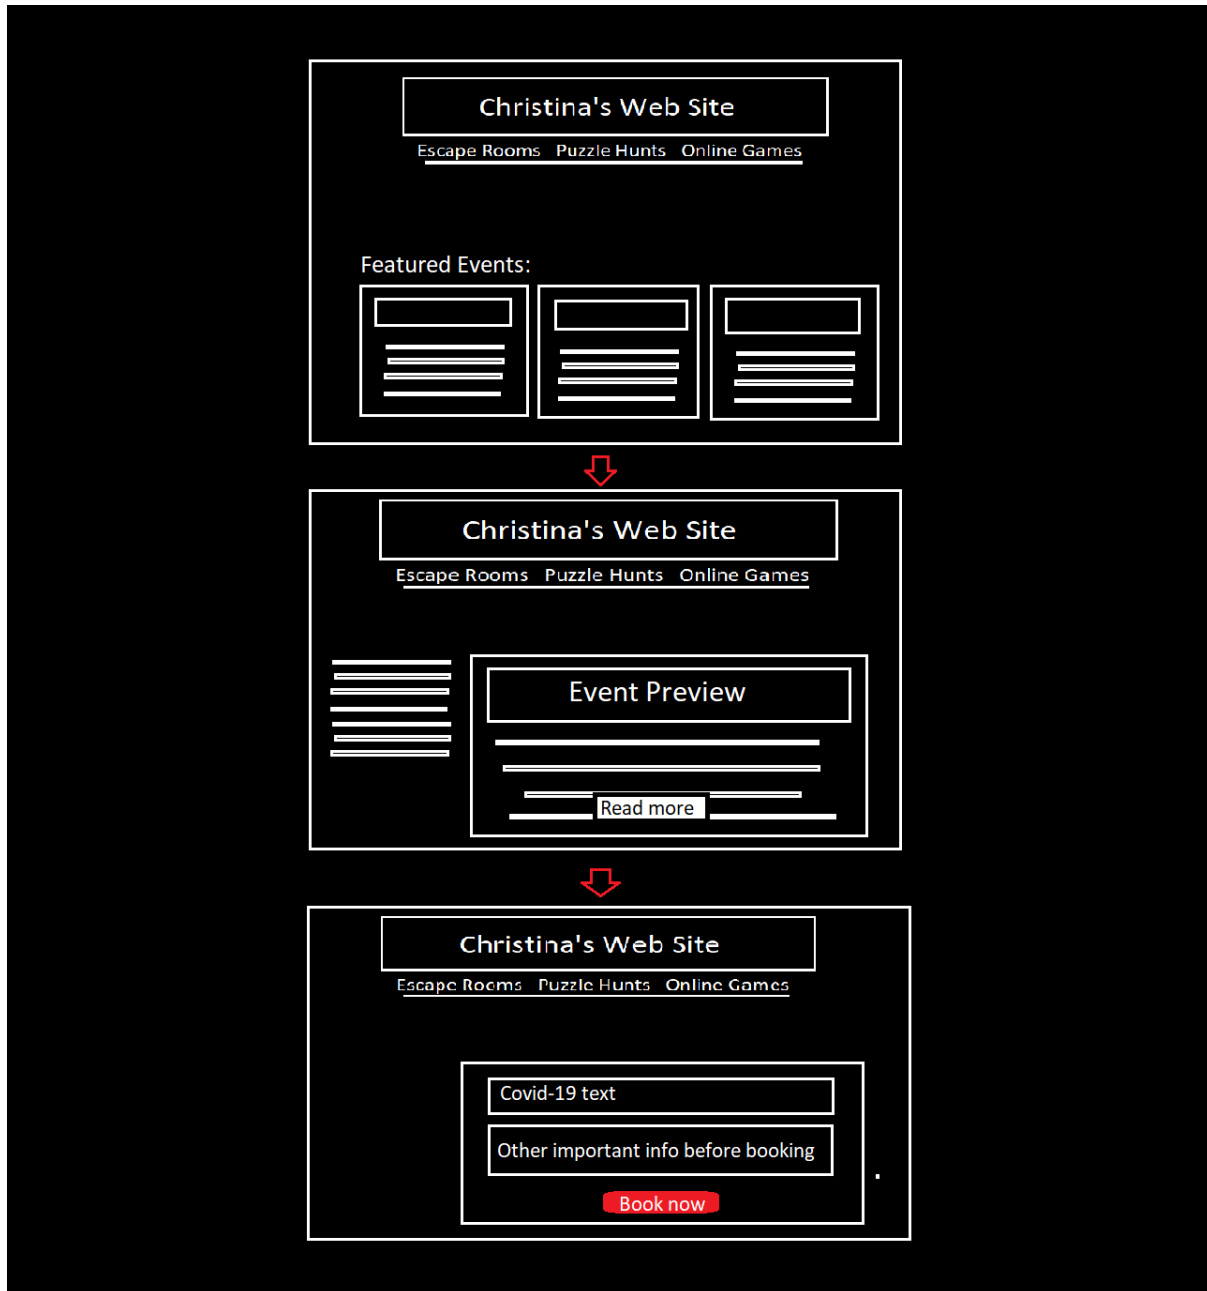 Christina's Web Site
Escape Rooms Puzzle Hunts Online Games
Featured Events:
Christina's Web Site
Escape Rooms Puzzle Hunts Online Games
Event Preview
Read more
Christina's Web Site
Escape Rooms Puzzle Hunts Online Games
Covid-19 text
Other important info before booking
Book now